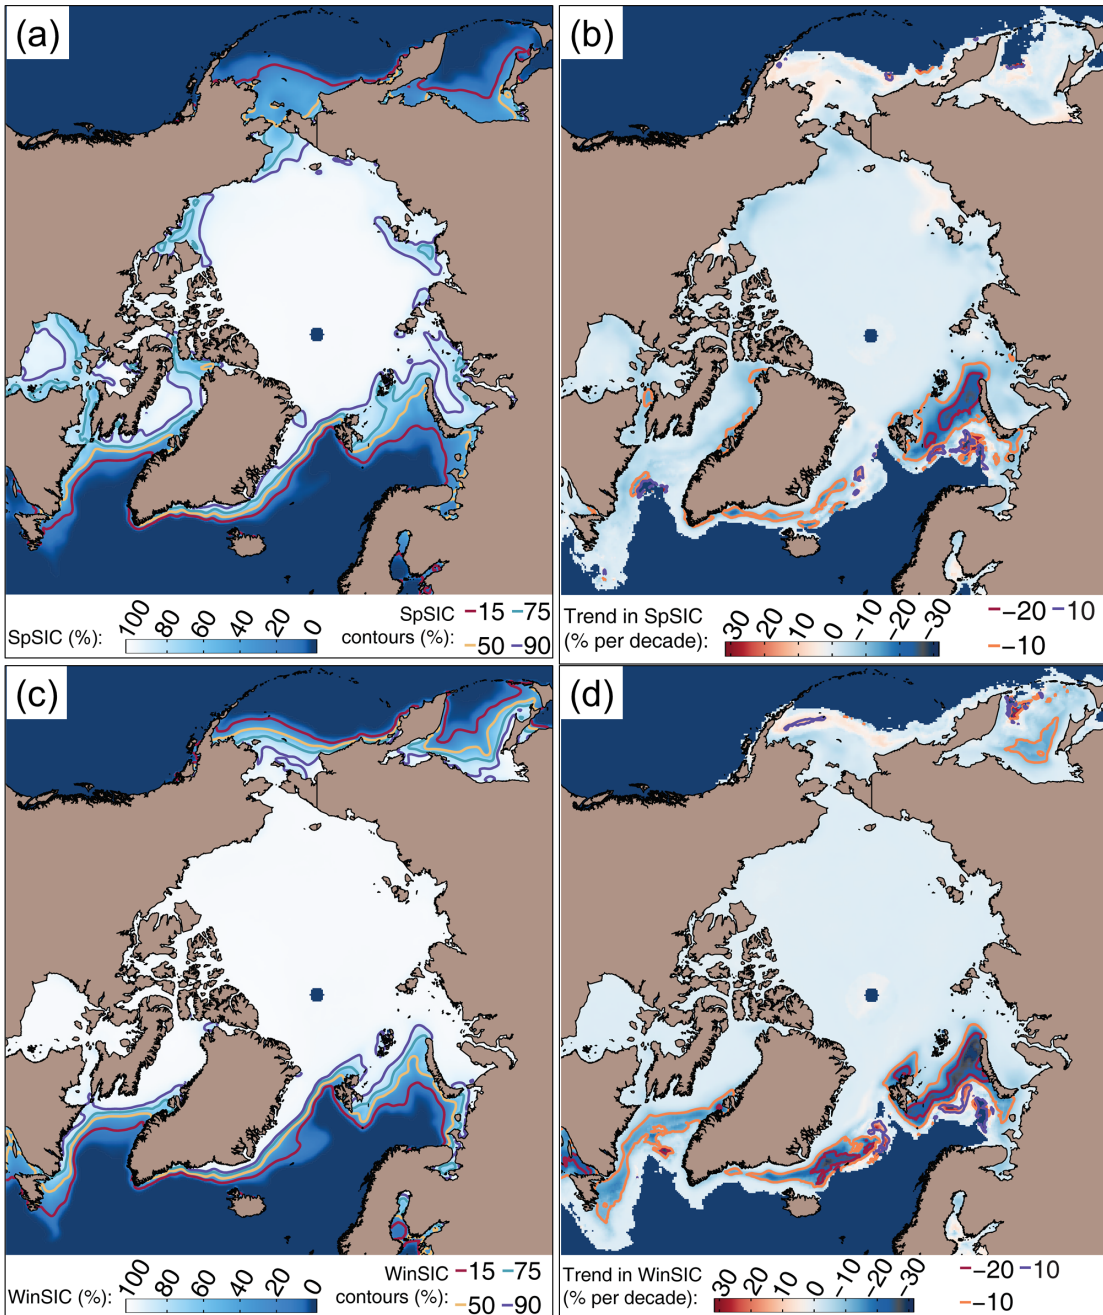 (a)
(b)
100 80 60 40 20 0
SpSIC (%):
SpSIC contours (%):
15 75
50 90
Trend in SpSIC (% per decade):
30 20 10 0 -10 -20 -30
-20 10
-10
(c)
(d)
100 80 60 40 20 0
WinSIC (%):
WinSIC contours (%):
15 75
50 90
Trend in WinSIC (% per decade):
30 20 10 0 -10 -20 -30
-20 10
-10